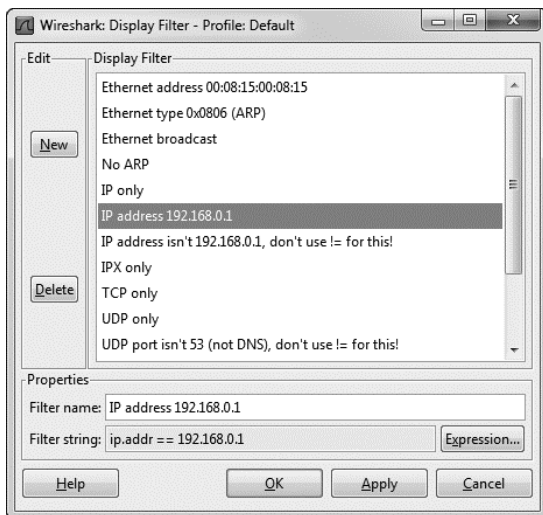 Wireshark: Display Filter - Profile: Default
Edit
Display Filter
New
Delete
Ethernet address 00:08:15:00:08:15
Ethernet type 0x0806 (ARP)
Ethernet broadcast
No ARP
IP only
IP address 192.168.0.1
IP address isn't 192.168.0.1, don't use != for this!
IPX only
TCP only
UDP only
UDP port isn't 53 (not DNS), don't use != for this!
Properties
Filter name: IP address 192.168.0.1
Filter string: ip.addr == 192.168.0.1 Expression...
Help OK Apply Cancel